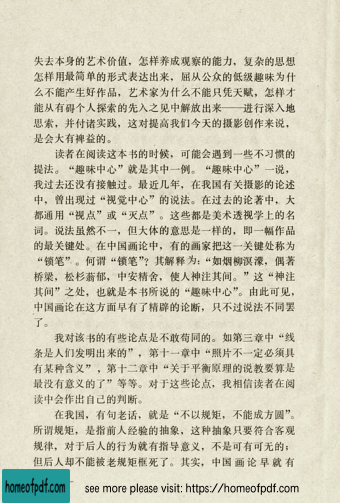 失去本身的艺术价值，怎样养成观察的能力，复杂的思想
怎样用最简单的形式表达出来，屈从公众的低级趣味为什
么不能产生好作品，艺术家为什么不能只凭天赋，怎样才
能从有碍个人探索的先入之见中解放出来——进行深入地
思索，并付诸实践，这对提高我们今天的摄影创作来说，
是会大有裨益的。
读者在阅读这本书的时候，可能会遇到一些不习惯的
提法。“趣味中心”就是其中一例。“趣味中心”一说，
我过去还没有接触过。最近几年，在我国有关摄影的论述
中，曾出现过“视觉中心”的说法。在过去的论著中，大
都通用“视点”或“灭点”。这些都是美术透视学上的名
词。说法虽然不一，但大体的意思是一样的，即一幅作品
的最关键处。在中国画论中，有的画家把这一关键处称为
“锁笔”。何谓“锁笔”？其解释为：“如烟柳溟濛，偶著
桥梁，松杉蓊郁，中安精舍，使人神注其间。”这“神注
其间”之处，也就是本书所说的“趣味中心”。由此可见，
中国画论在这方面早有了精辟的论断，只不过说法不同罢
了。
我对该书的有些论点是不敢苟同的。如第三章中“线
条是人们发明出来的”，第十一章中“照片不一定必须具
有某种含义”，第十二章中“关于平衡原理的说教算是
最没有意义的了”等等。对于这些论点，我相信读者在阅
读中会作出自己的判断。
在我国，有句老话，就是“不以规矩，不能成方圆”。
所谓规矩，是指前人经验的抽象，这种抽象只要符合客观
规律，对于后人的行为就有指导意义，不是可有可无的；
但后人却不能被老规矩框死了。其实，中国画论早就有
homeofpdf.com
see more please visit: https://homeofpdf.com